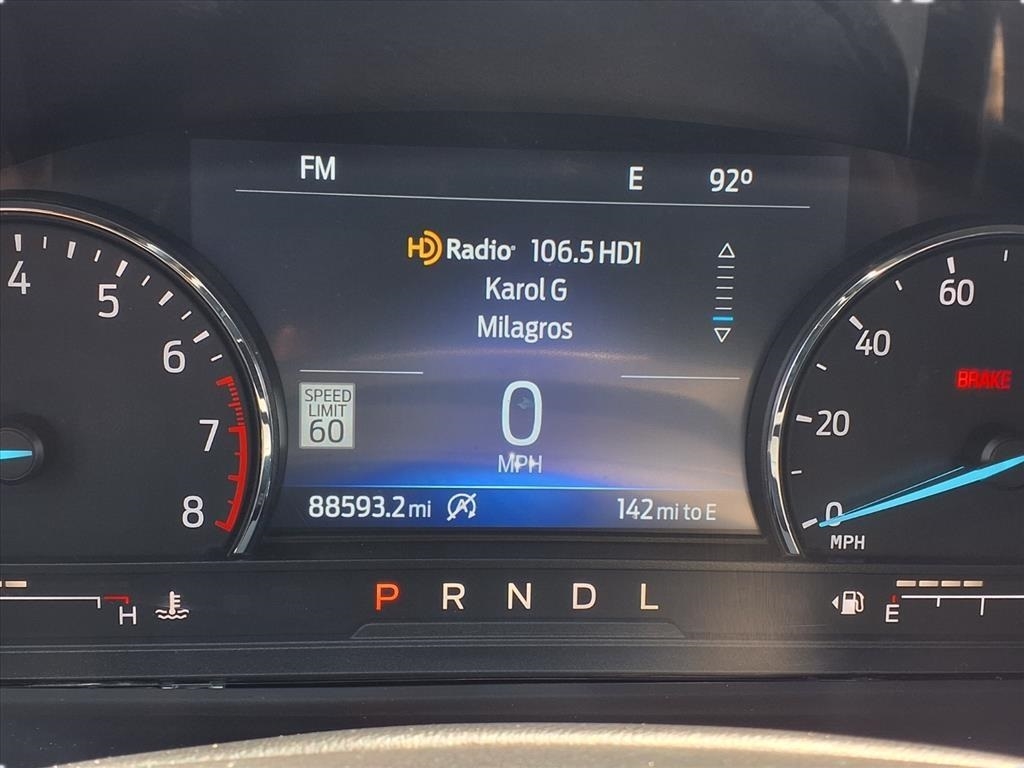 FM E 92º
HD Radio 106.5 HD1
Karol G
Milagros
4 5 6 7 8
SPEED
LIMIT
60
0
MPH
88593.2 mi A 142 mi to E
60
40
20
0
MPH
BRAKE
H P R N D L E